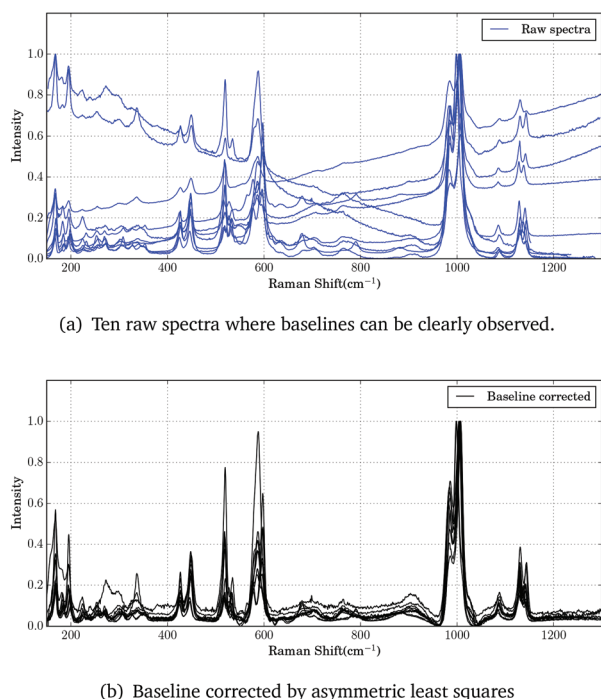 Raw spectra
1.0
0.8
0.6
0.4
0.2
0.0
Intensity
200 400 600 800 1000 1200
Raman Shift(cm⁻¹)
(a) Ten raw spectra where baselines can be clearly observed.
Baseline corrected
1.0
0.8
0.6
0.4
0.2
0.0
Intensity
200 400 600 800 1000 1200
Raman Shift(cm⁻¹)
(b) Baseline corrected by asymmetric least squares